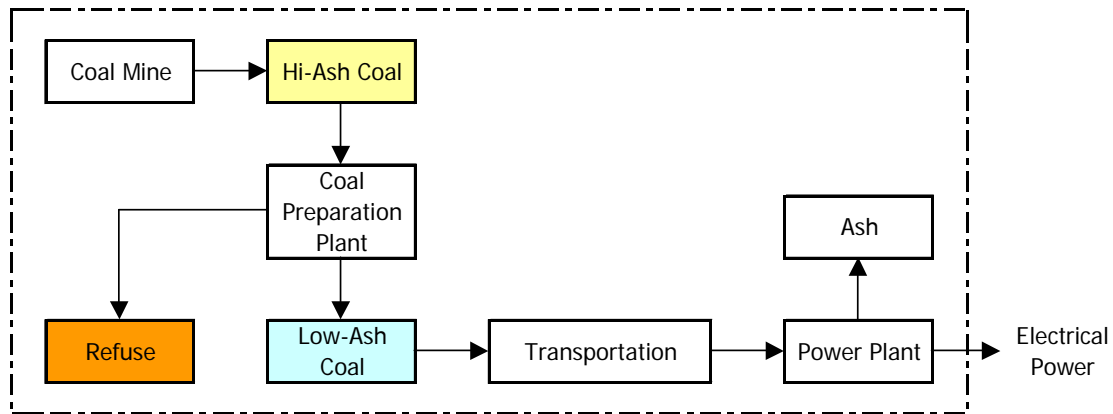 Coal Mine
Hi-Ash Coal
Coal
Preparation
Plant
Ash
Refuse
Low-Ash
Coal
Transportation
Power Plant
Electrical
Power